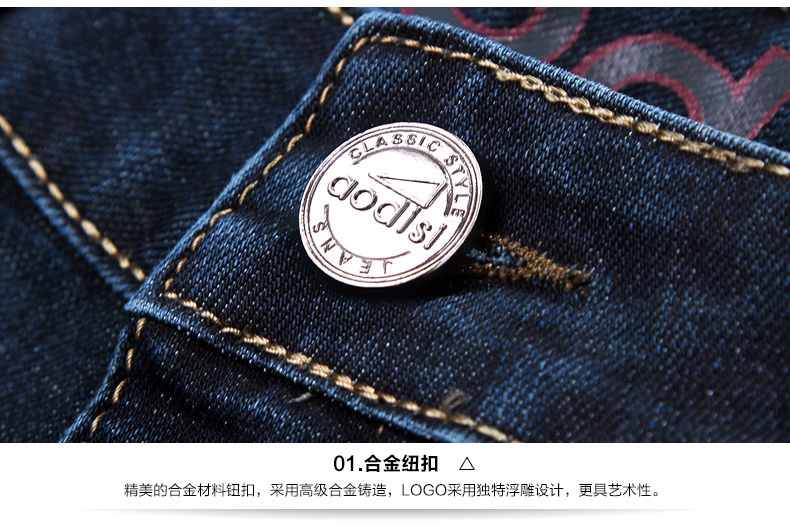 CLASSIC STYLE
aodisi
JEANS
01.合金纽扣 △
精美的合金材料钮扣，采用高级合金铸造，LOGO采用独特浮雕设计，更具艺术性。